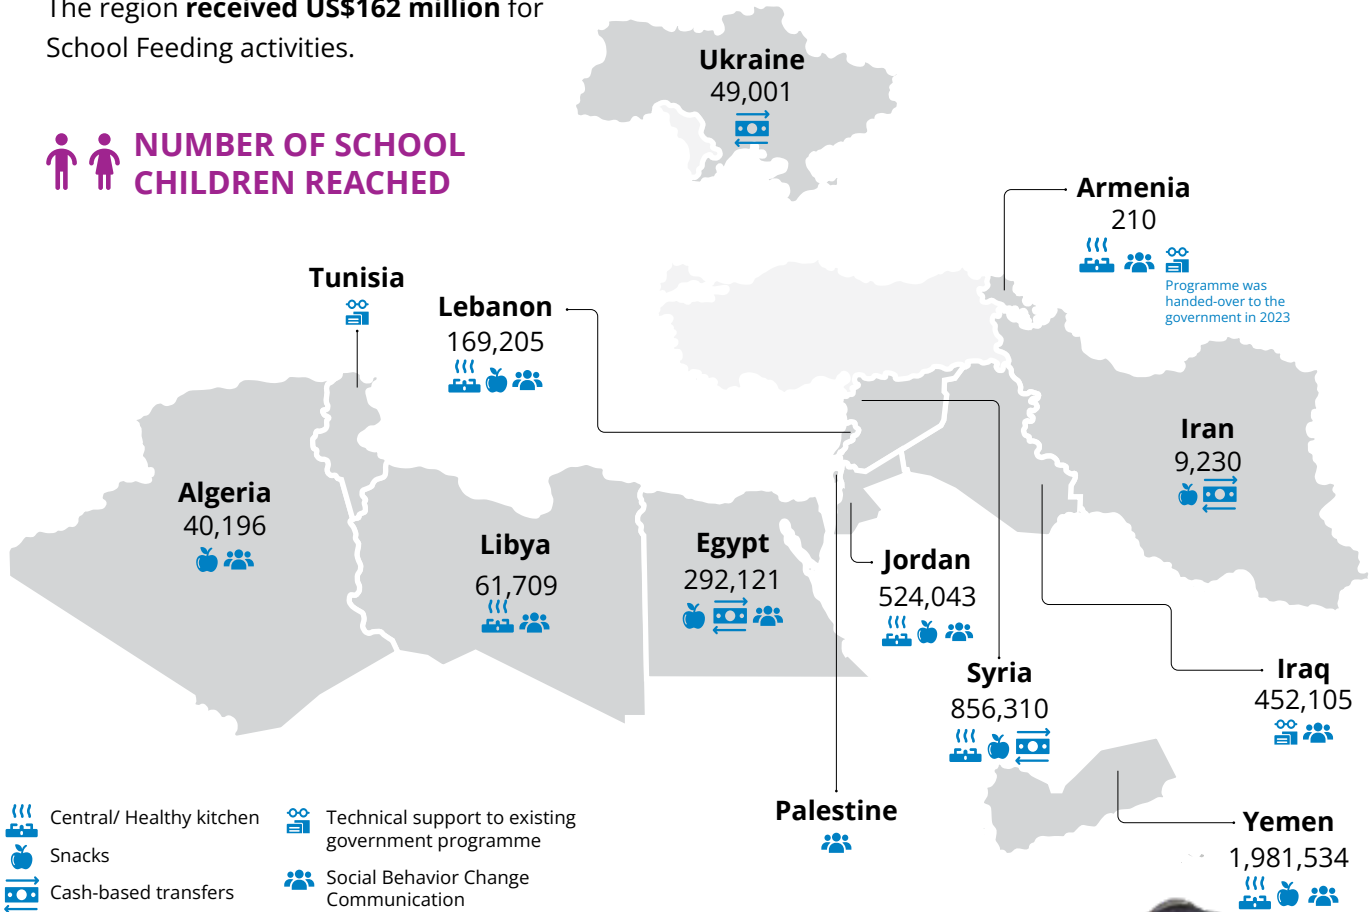 The region received US$162 million for
School Feeding activities.
NUMBER OF SCHOOL
CHILDREN REACHED
Ukraine
49,001
Armenia
210
Programme was
handed-over to the
government in 2023
Tunisia
Lebanon
169,205
Iran
9,230
Algeria
40,196
Libya
61,709
Egypt
292,121
Jordan
524,043
Syria
856,310
Iraq
452,105
Palestine
Yemen
1,981,534
Central/ Healthy kitchen
Snacks
Cash-based transfers
Technical support to existing
government programme
Social Behavior Change
Communication